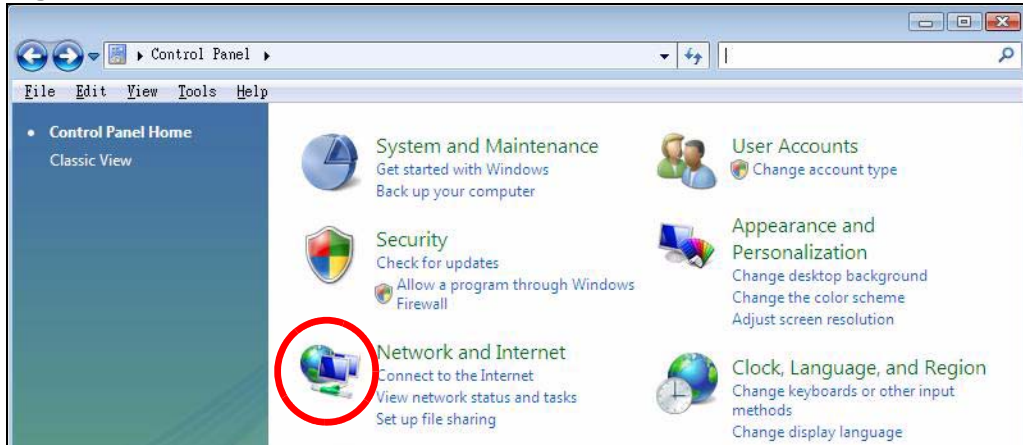 Control Panel
File Edit View Tools Help
Control Panel Home
Classic View
System and Maintenance
Get started with Windows
Back up your computer
Security
Check for updates
Allow a program through Windows
Firewall
Network and Internet
Connect to the Internet
View network status and tasks
Set up file sharing
User Accounts
Change account type
Appearance and
Personalization
Change desktop background
Change the color scheme
Adjust screen resolution
Clock, Language, and Region
Change keyboards or other input
methods
Change display language